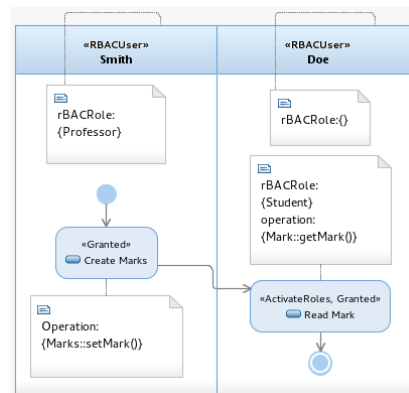 «RBACUser»
Smith
«RBACUser»
Doe
rBACRole:
{Professor}
rBACRole:{}
rBACRole:
{Student}
operation:
{Mark::getMark()}
«Granted»
Create Marks
«ActivateRoles, Granted»
Read Mark
Operation:
{Marks::setMark()}